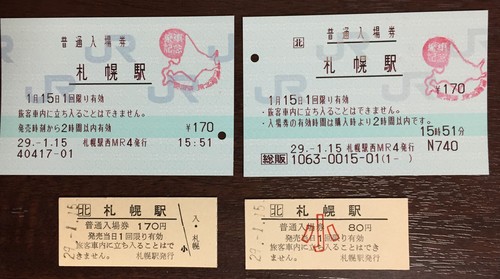 普通入場券
札幌駅
1月15日1回限り有効
旅客車内に立ち入ることはできません。
発売時刻から2時間以内有効
¥170
29.-1.15 札幌駅西MR4発行 15:51
40417-01
北
普通入場券
札幌駅
¥170
1月15日1回限り有効
・旅客車内に立ち入ることはできません。
・入場券の有効時間は購入時より2時間以内です。
15時51分
29.-1.15 札幌駅西MR4発行 N740
総販 1063-0015-01(1-)
29.-1.15
北 札幌駅
普通入場券 170円
発売当日1回限り有効
旅客車内に立ち入ることはで
きません。 札幌駅発行
入・札幌
小
29.-1.15
北 札幌駅
普通入場券 80円
発売当日1回限り有効
旅客車内に立ち入ることはでき
ません。 札幌駅発行
小